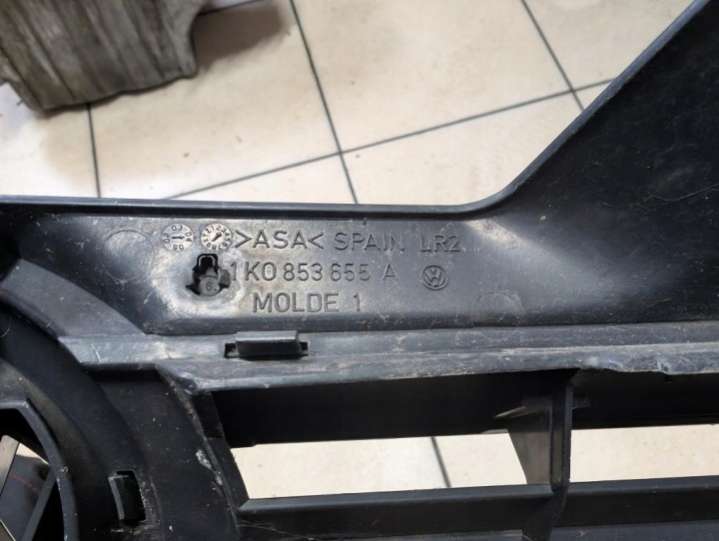 >ASA< SPAIN LR2
1K0 853 655 A
MOLDE 1